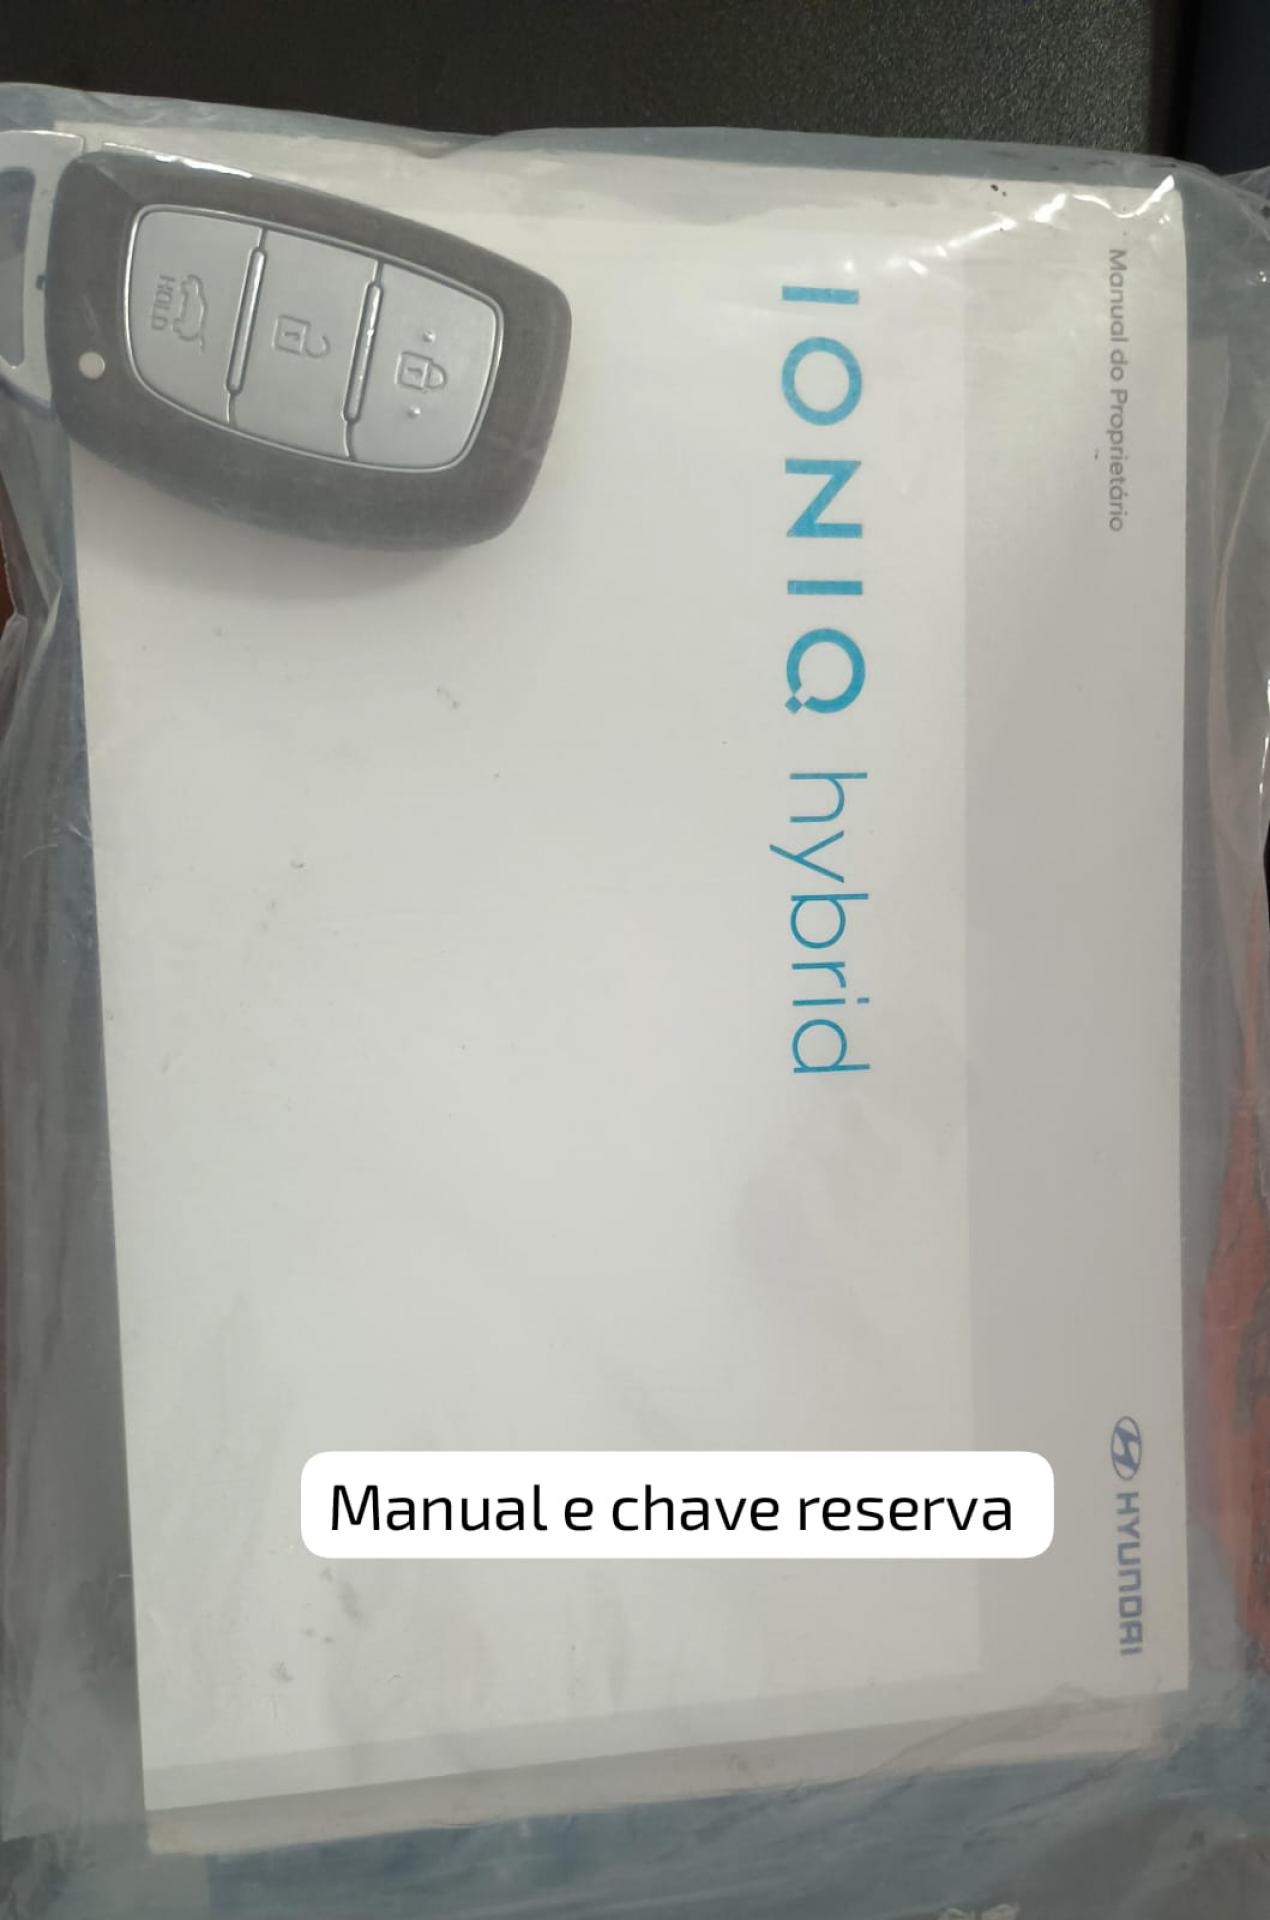 Manual do Proprietário
IONIQ hybrid
HOLD
HYUNDAI
Manual e chave reserva